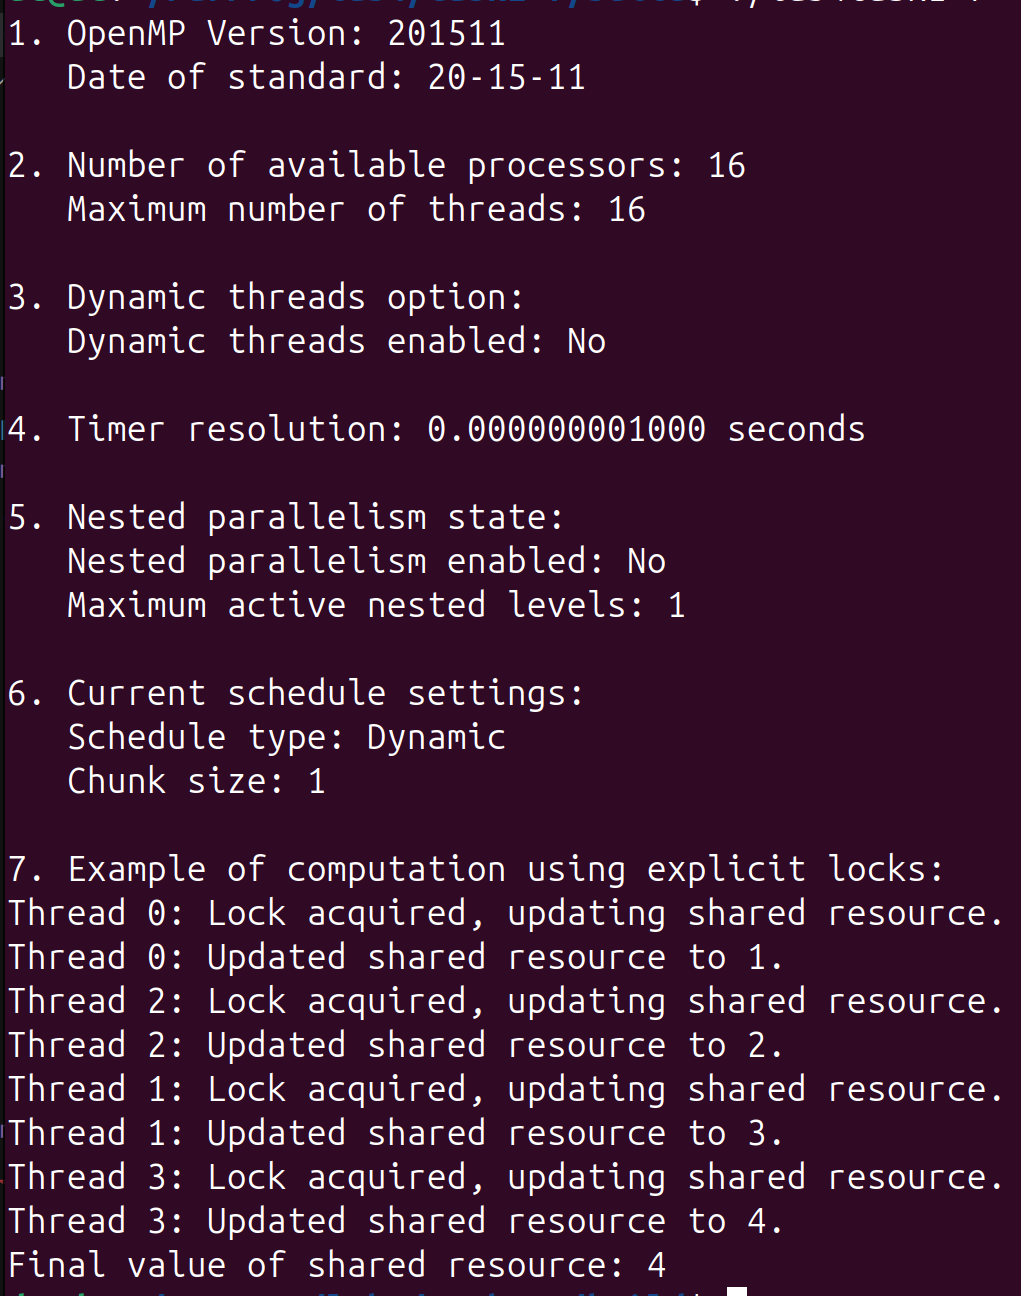 1. OpenMP Version: 201511
Date of standard: 20-15-11
2. Number of available processors: 16
Maximum number of threads: 16
3. Dynamic threads option:
Dynamic threads enabled: No
4. Timer resolution: 0.000000001000 seconds
5. Nested parallelism state:
Nested parallelism enabled: No
Maximum active nested levels: 1
6. Current schedule settings:
Schedule type: Dynamic
Chunk size: 1
7. Example of computation using explicit locks:
Thread 0: Lock acquired, updating shared resource.
Thread 0: Updated shared resource to 1.
Thread 2: Lock acquired, updating shared resource.
Thread 2: Updated shared resource to 2.
Thread 1: Lock acquired, updating shared resource.
Thread 1: Updated shared resource to 3.
Thread 3: Lock acquired, updating shared resource.
Thread 3: Updated shared resource to 4.
Final value of shared resource: 4